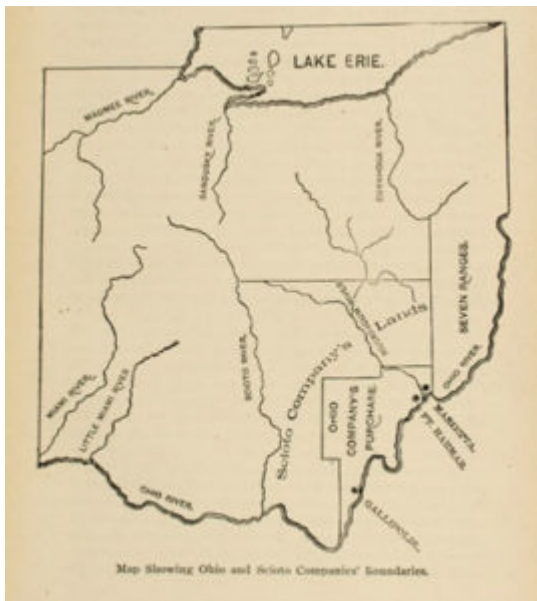 LAKE ERIE.
MAUMEE RIVER.
SANDUSKY RIVER.
CUYAHOGA RIVER.
SEVEN RANGES.
Scioto Company's Lands
SCIOTO RIVER.
OHIO COMPANY'S PURCHASE.
OHIO RIVER.
MARIETTA.
FT. HARMAR.
MIAMI RIVER.
LITTLE MIAMI RIVER
OHIO RIVER.
GALLIPOLIS.
Map Showing Ohio and Scioto Companies' Boundaries.